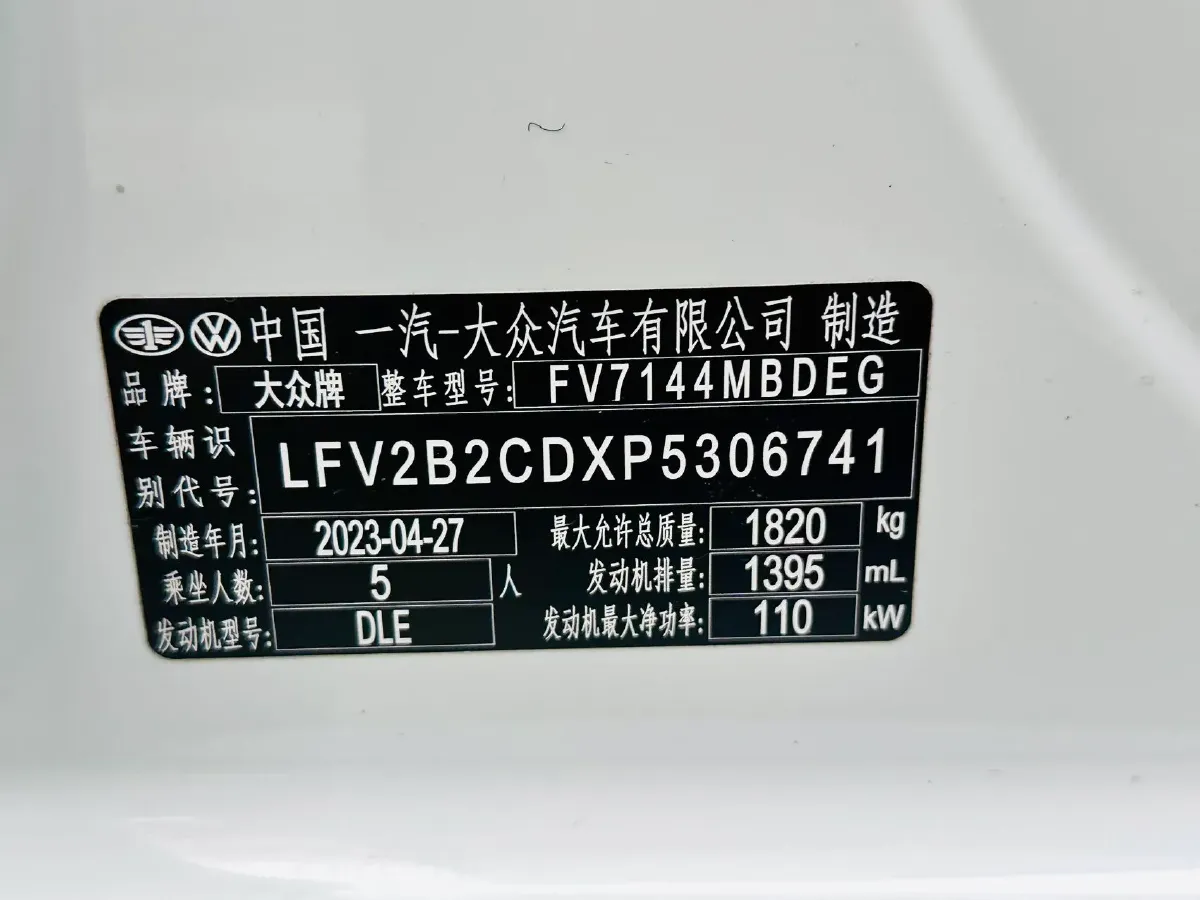 中国 一汽-大众汽车有限公司 制造
品牌: 大众牌 整车型号: FV7144MBDEG
车辆识别代号: LFV2B2CDXP5306741
制造年月: 2023-04-27 最大允许总质量: 1820 kg
乘坐人数: 5 人 发动机排量: 1395 mL
发动机型号: DLE 发动机最大净功率: 110 kW